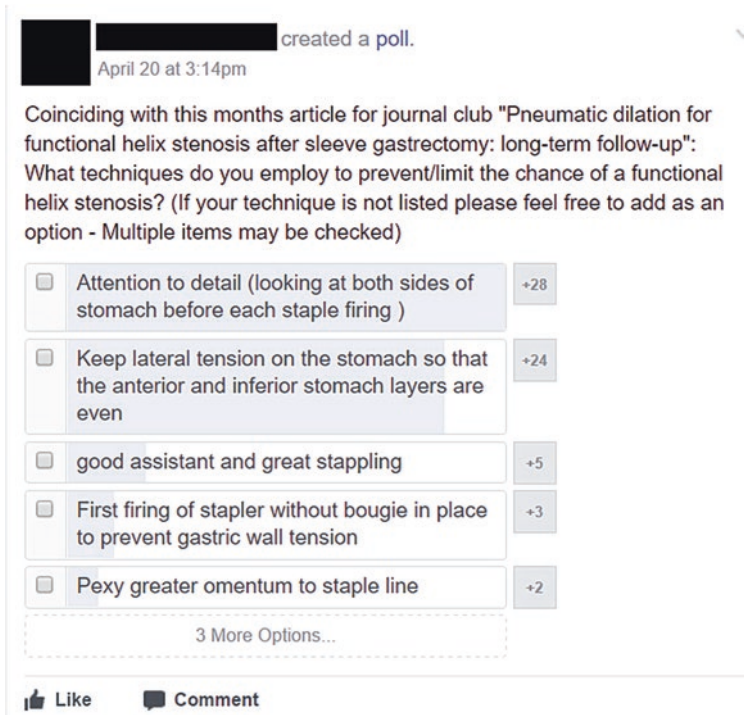 created a poll.
April 20 at 3:14pm
Coinciding with this months article for journal club "Pneumatic dilation for
functional helix stenosis after sleeve gastrectomy: long-term follow-up":
What techniques do you employ to prevent/limit the chance of a functional
helix stenosis? (If your technique is not listed please feel free to add as an
option - Multiple items may be checked)
Attention to detail (looking at both sides of
stomach before each staple firing )
+28
Keep lateral tension on the stomach so that
the anterior and inferior stomach layers are
even
+24
good assistant and great stappling
+5
First firing of stapler without bougie in place
to prevent gastric wall tension
+3
Pexy greater omentum to staple line
+2
3 More Options...
Like Comment